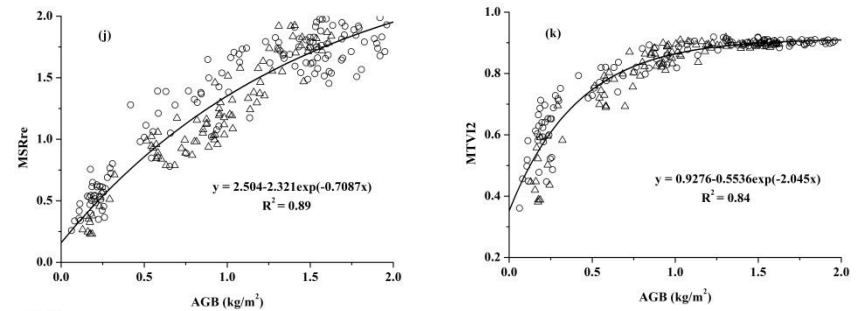 (j)
2.0
1.5
1.0
0.5
0.0
MSRre
y = 2.504-2.321exp(-0.7087x)
R² = 0.89
0.0 0.5 1.0 1.5 2.0
AGB (kg/m²)
(k)
1.0
0.8
0.6
0.4
0.2
MTVI2
y = 0.9276-0.5536exp(-2.045x)
R² = 0.84
0.0 0.5 1.0 1.5 2.0
AGB (kg/m²)